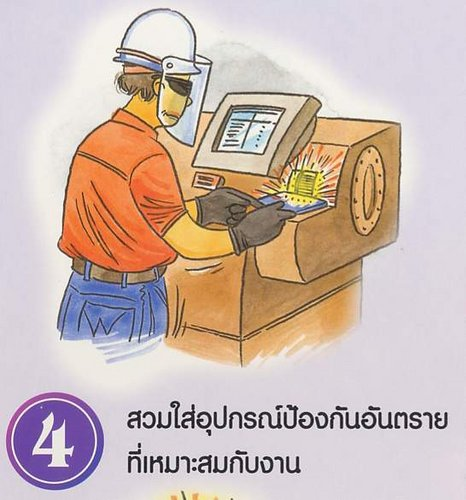 4
สวมใส่อุปกรณ์ป้องกันอันตราย
ที่เหมาะสมกับงาน